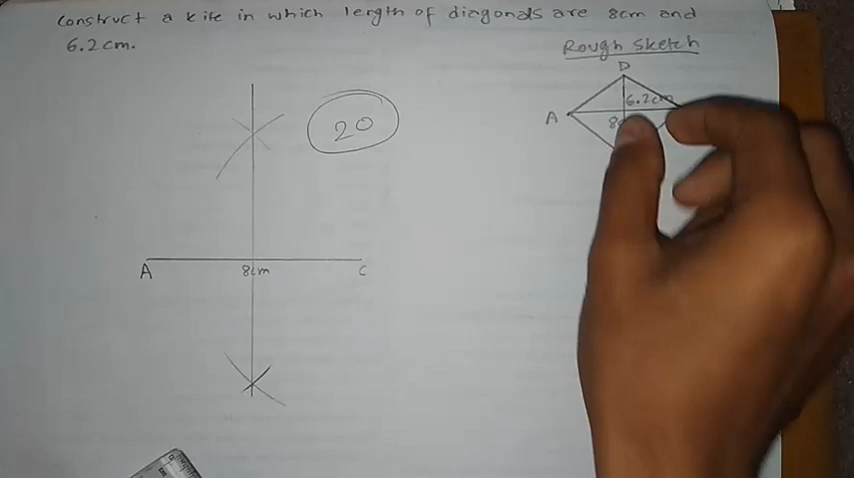 Construct a kite in which length of diagonals are 8cm and
6.2cm.
Rough Sketch
D
6.2cm
A
20
A
8cm
C